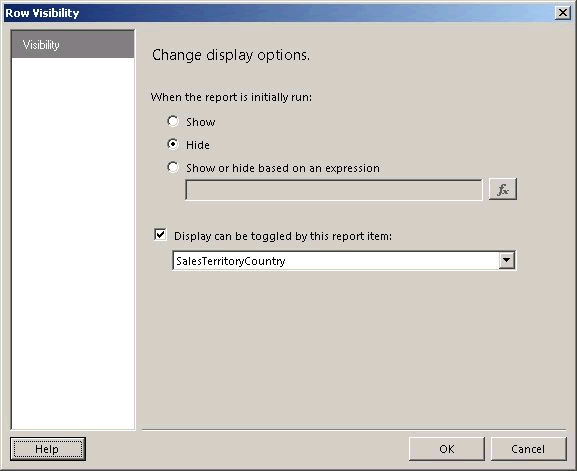 Row Visibility
Visibility
Change display options.
When the report is initially run:
Show
Hide
Show or hide based on an expression
fx
Display can be toggled by this report item:
SalesTerritoryCountry
Help
OK
Cancel